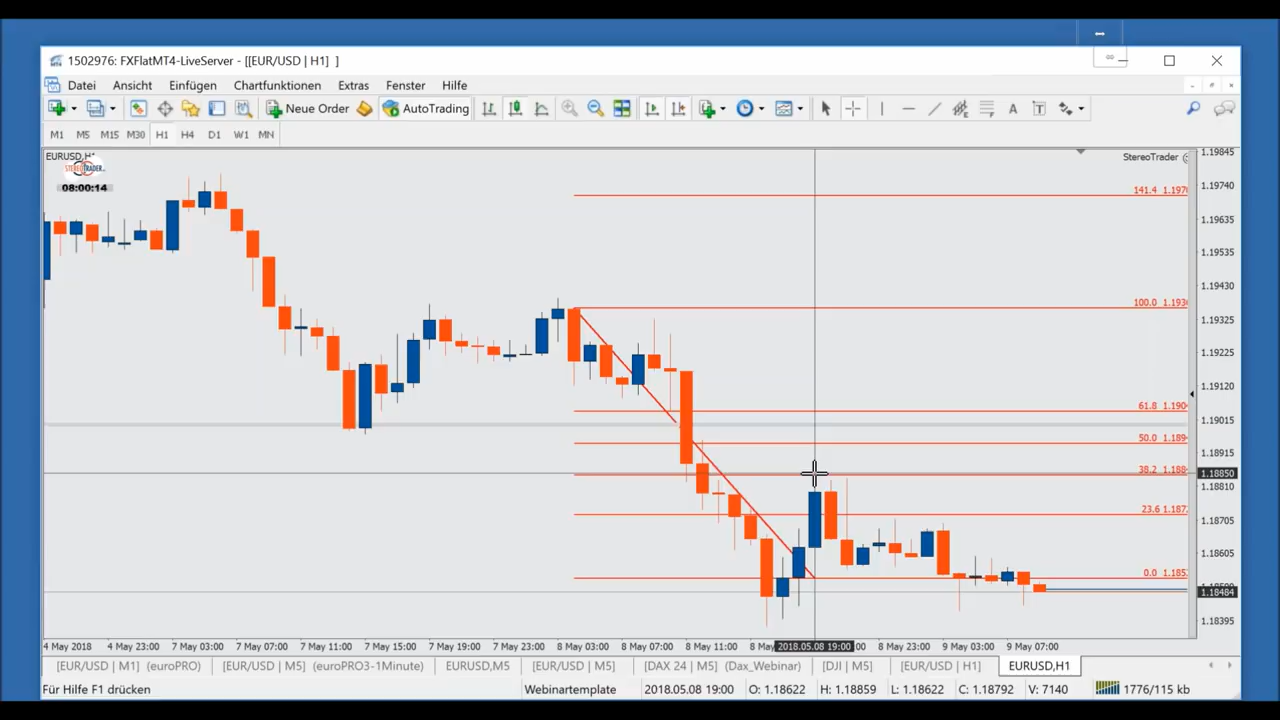 1502976: FXFlatMT4-LiveServer - [[EUR/USD | H1] ]
Datei Ansicht Einfügen Chartfunktionen Extras Fenster Hilfe
New Order AutoTrading
M1 M5 M15 M30 H1 H4 D1 W1 MN
EURUSD,H1
StereoTrader
STEREOTRADER
08:00:14
1.19845
141.4 1.1970
1.19740
1.19635
1.19535
1.19430
100.0 1.1930
1.19325
1.19225
1.19120
61.8 1.190
1.19015
50.0 1.189
1.18915
38.2 1.188
1.18850
1.18810
23.6 1.187
1.18705
1.18605
0.0 1.185
1.18484
1.18395
4 May 2018 4 May 23:00 7 May 03:00 7 May 07:00 7 May 11:00 7 May 15:00 7 May 19:00 7 May 23:00 8 May 03:00 8 May 07:00 8 May 11:00 8 May 2018.05.08 19:00 :00 8 May 23:00 9 May 03:00 9 May 07:00
[EUR/USD | M1] (euroPRO) [EUR/USD | M5] (euroPRO3-1Minute) EURUSD,M5 [EUR/USD | M5] [DAX 24 | M5] (Dax_Webinar) [DJI | M5] [EUR/USD | H1] EURUSD,H1
Für Hilfe F1 drücken Webinartemplate 2018.05.08 19:00 O: 1.18622 H: 1.18859 L: 1.18622 C: 1.18792 V: 7140 1776/115 kb